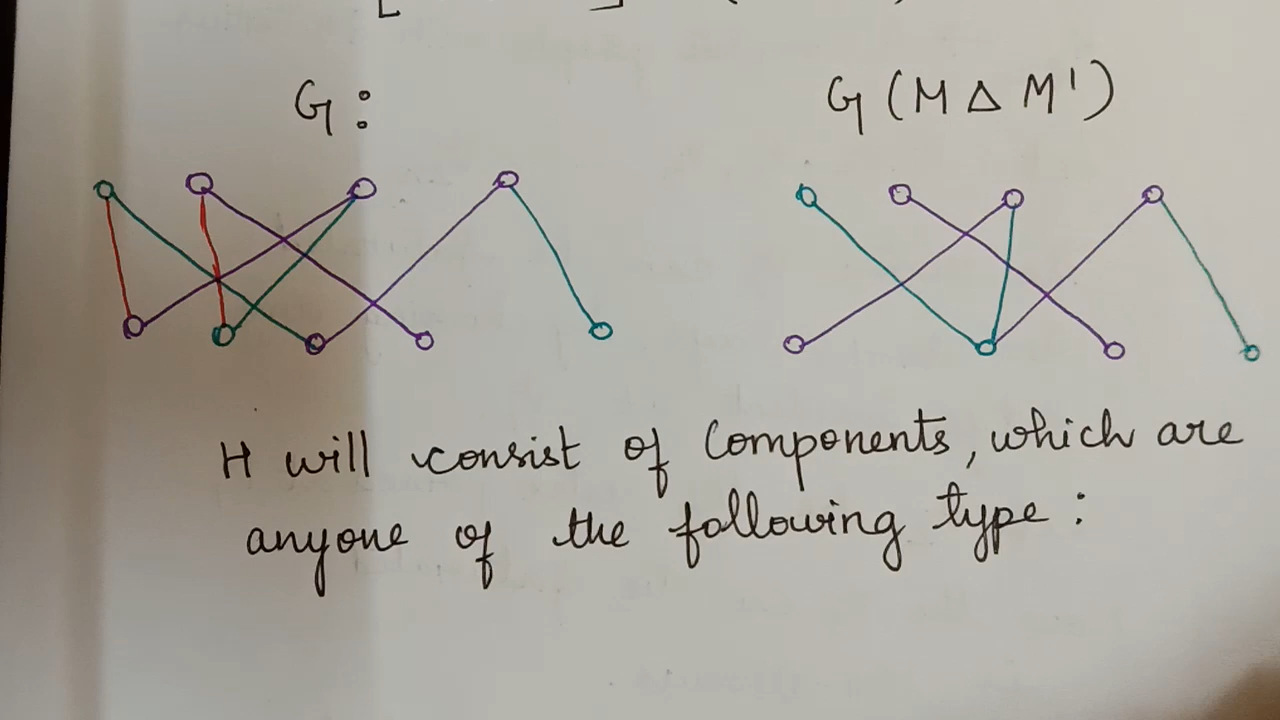 G :
G (M Δ M')
H will consist of Components, which are
anyone of the following type :